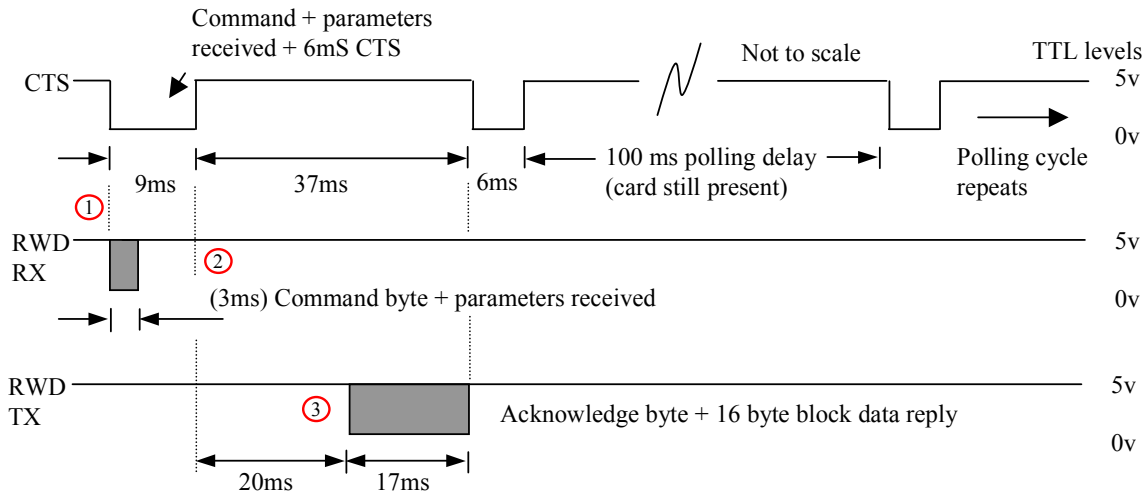 Command + parameters
received + 6mS CTS
Not to scale
TTL levels
CTS
5v
0v
9ms
37ms
6ms
100 ms polling delay
(card still present)
Polling cycle
repeats
1
RWD
RX
5v
2
(3ms) Command byte + parameters received
0v
RWD
TX
5v
3
Acknowledge byte + 16 byte block data reply
0v
20ms
17ms